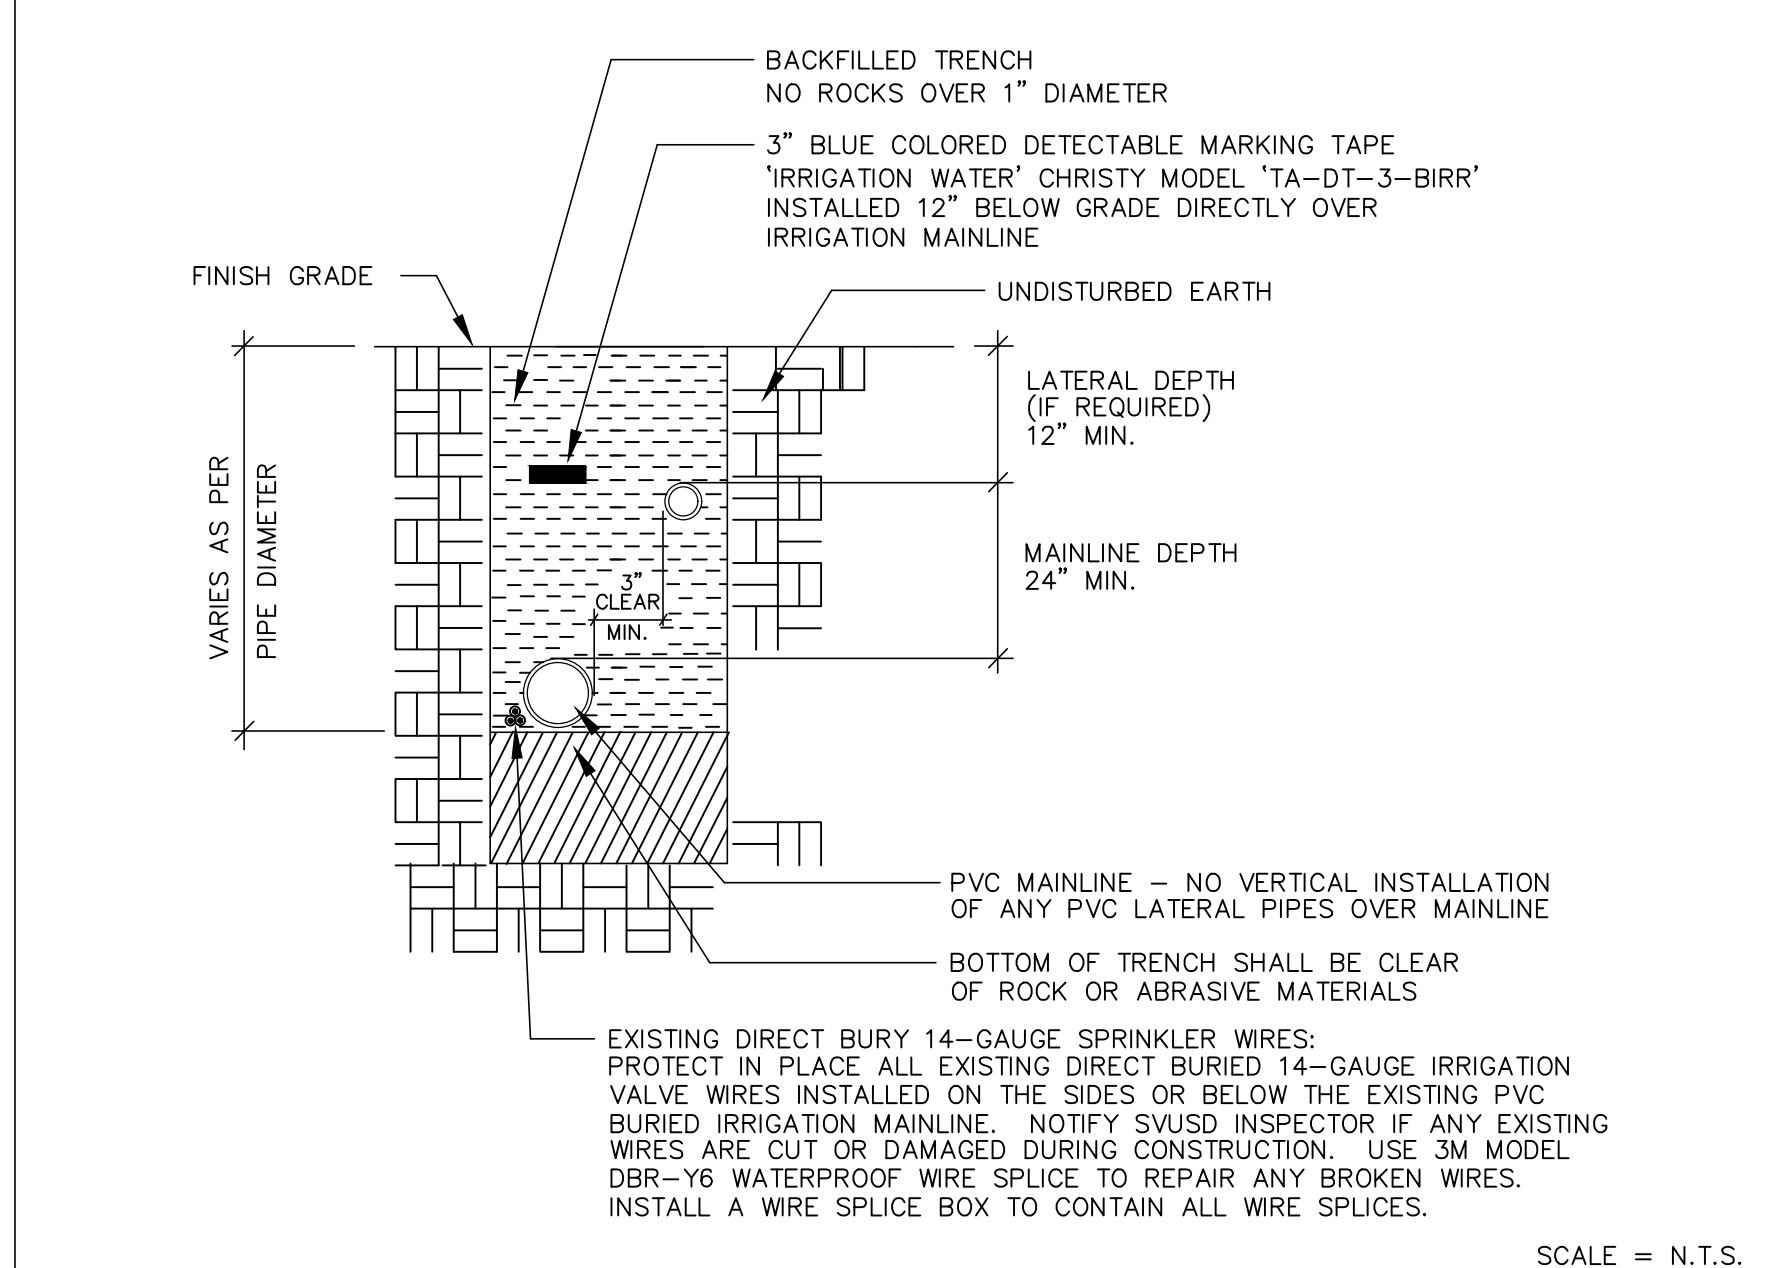 BACKFILLED TRENCH
NO ROCKS OVER 1” DIAMETER
3” BLUE COLORED DETECTABLE MARKING TAPE
‘IRRIGATION WATER’ CHRISTY MODEL ‘TA-DT-3-BIRR’
INSTALLED 12” BELOW GRADE DIRECTLY OVER
IRRIGATION MAINLINE
FINISH GRADE
UNDISTURBED EARTH
LATERAL DEPTH
(IF REQUIRED)
12” MIN.
VARIES AS PER
PIPE DIAMETER
MAINLINE DEPTH
24” MIN.
3”
CLEAR
MIN.
PVC MAINLINE – NO VERTICAL INSTALLATION
OF ANY PVC LATERAL PIPES OVER MAINLINE
BOTTOM OF TRENCH SHALL BE CLEAR
OF ROCK OR ABRASIVE MATERIALS
EXISTING DIRECT BURY 14-GAUGE SPRINKLER WIRES:
PROTECT IN PLACE ALL EXISTING DIRECT BURIED 14-GAUGE IRRIGATION
VALVE WIRES INSTALLED ON THE SIDES OR BELOW THE EXISTING PVC
BURIED IRRIGATION MAINLINE. NOTIFY SVUSD INSPECTOR IF ANY EXISTING
WIRES ARE CUT OR DAMAGED DURING CONSTRUCTION. USE 3M MODEL
DBR-Y6 WATERPROOF WIRE SPLICE TO REPAIR ANY BROKEN WIRES.
INSTALL A WIRE SPLICE BOX TO CONTAIN ALL WIRE SPLICES.
SCALE = N.T.S.